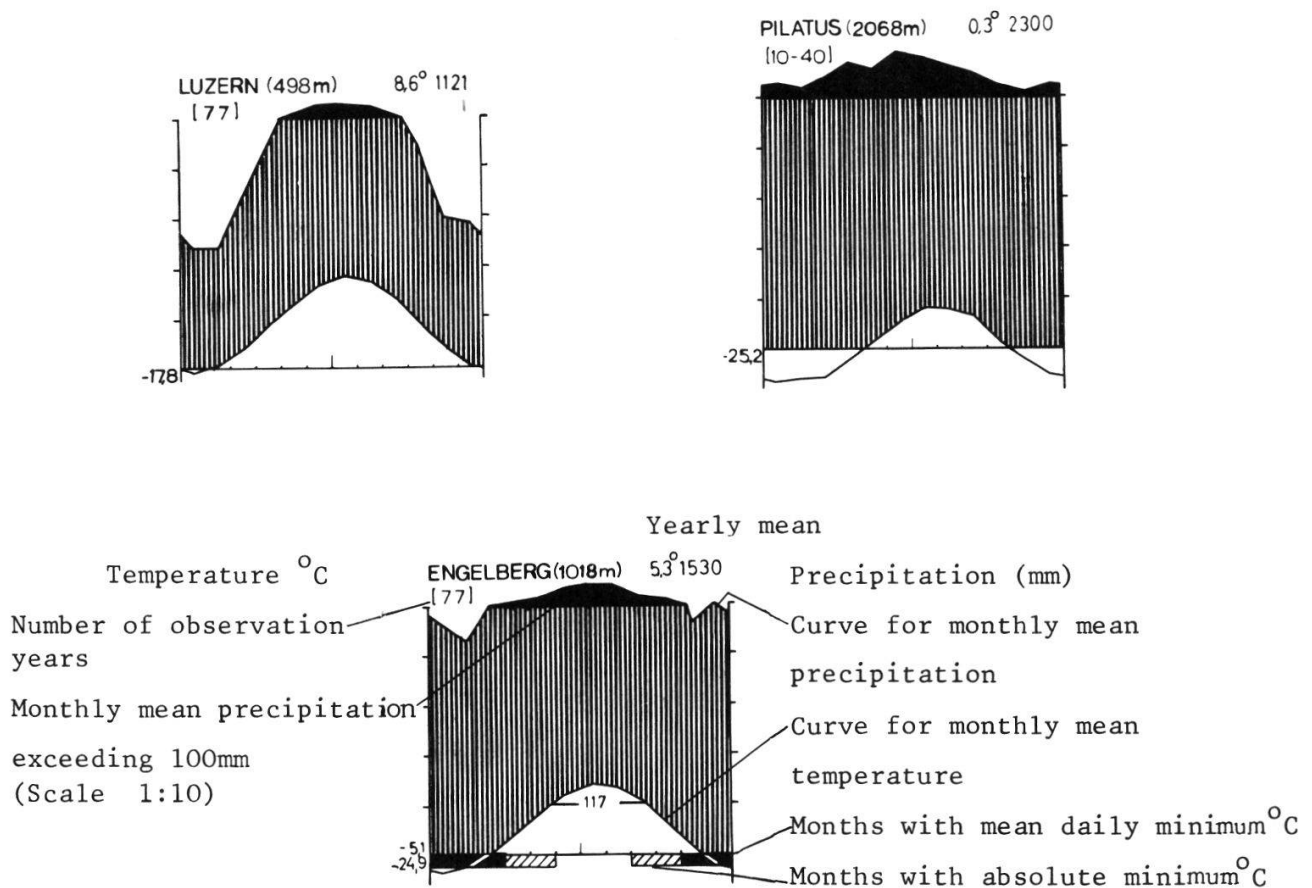 PILATUS (2068m) 0,3° 2300
[10-40]
LUZERN (498m) 8,6° 1121
[77]
-17,8
-25,2
Yearly mean
Temperature °C
ENGELBERG (1018m) 5,3° 1530
Precipitation (mm)
[77]
Number of observation
years
Curve for monthly mean
precipitation
Monthly mean precipitation
exceeding 100mm
(Scale 1:10)
Curve for monthly mean
temperature
117
-5,1
-24,9
Months with mean daily minimum °C
Months with absolute minimum °C